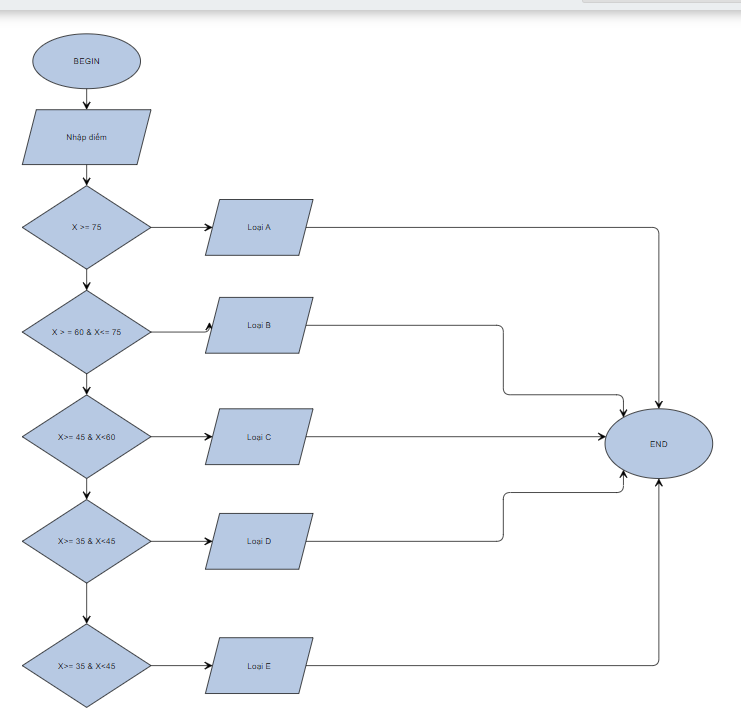 BEGIN
Nhập điểm
X >= 75
Loại A
X > = 60 & X<= 75
Loại B
X>= 45 & X<60
Loại C
END
X>= 35 & X<45
Loại D
X>= 35 & X<45
Loại E